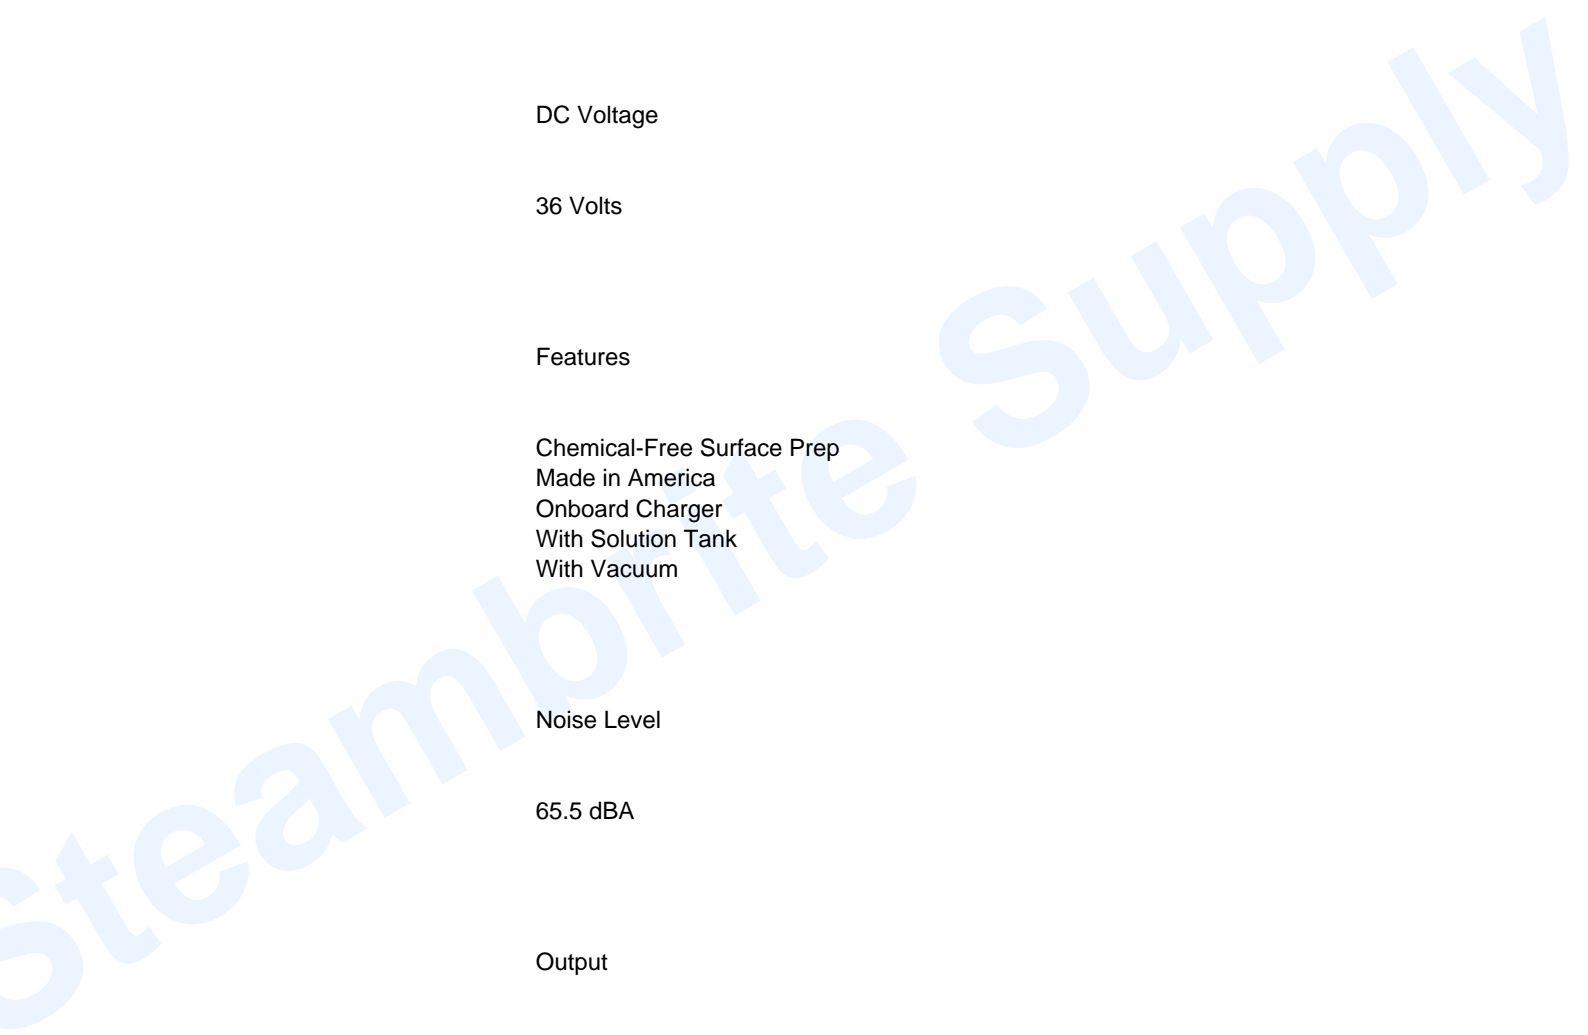 DC Voltage
36 Volts
Features
Chemical-Free Surface Prep
Made in America
Onboard Charger
With Solution Tank
With Vacuum
Noise Level
65.5 dBA
Output
Steambrite Supply